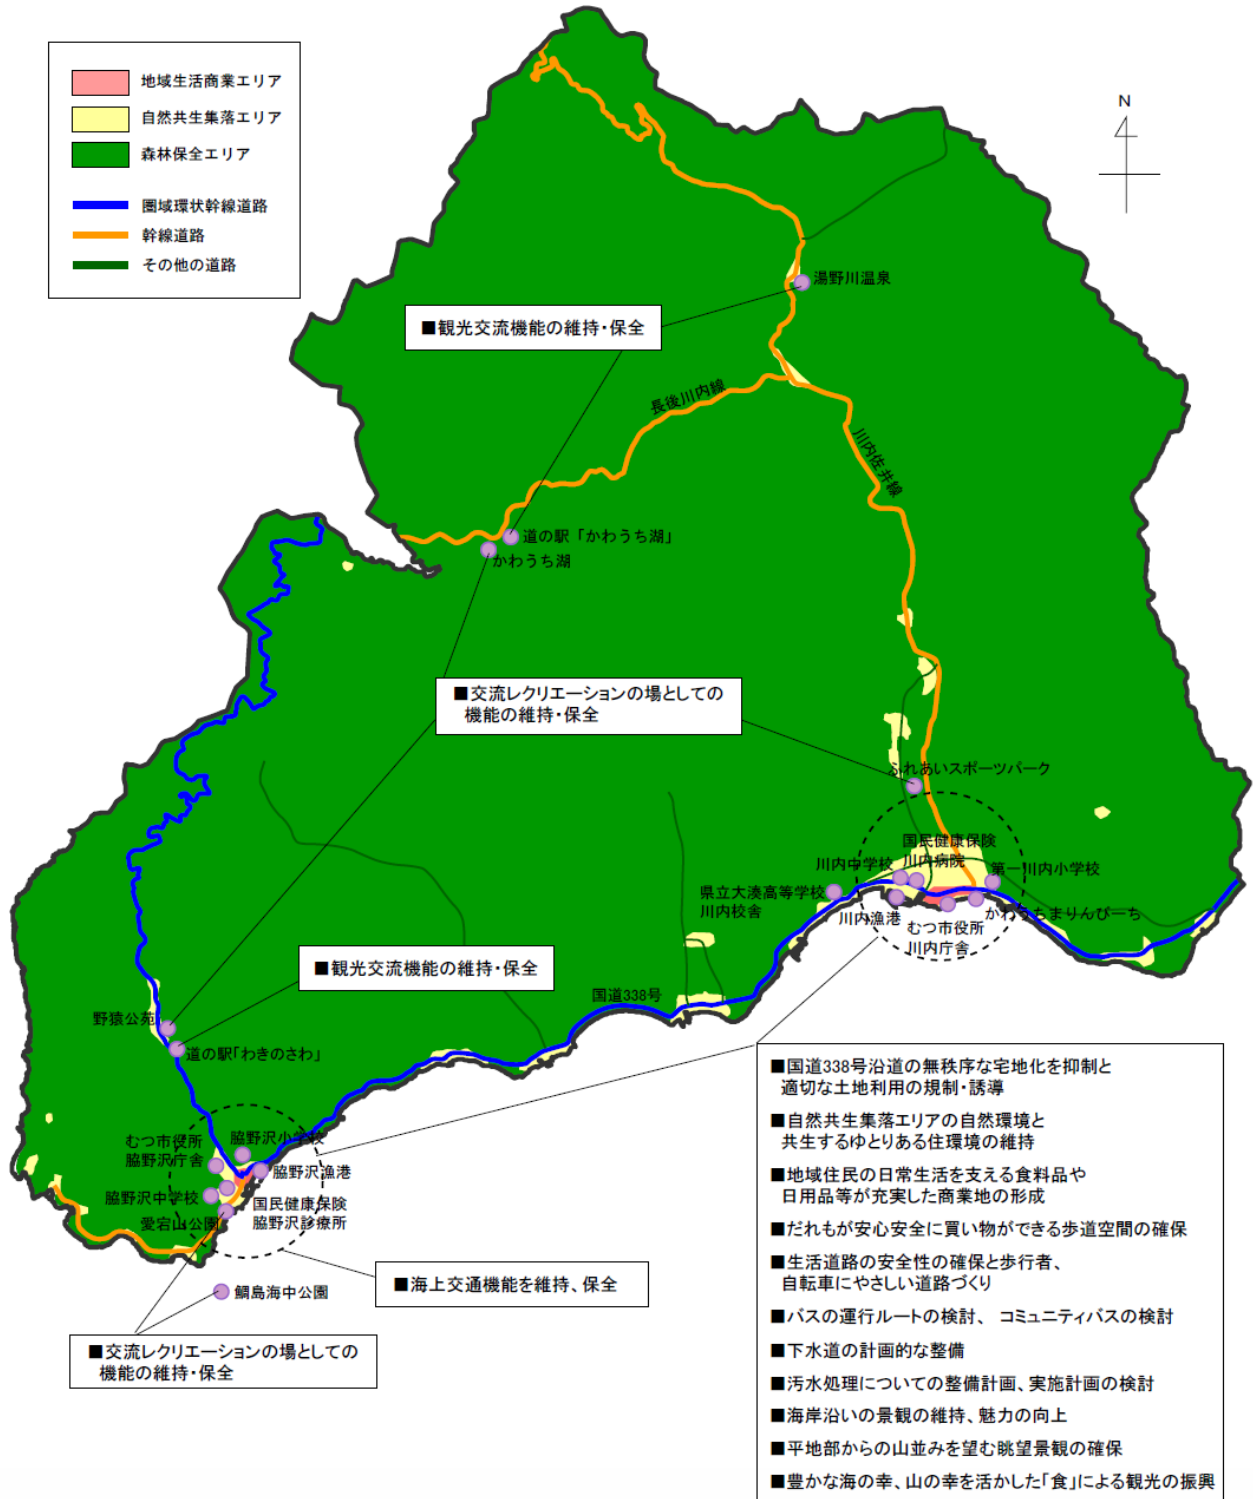 地域生活商業エリア
自然共生集落エリア
森林保全エリア
圏域環状幹線道路
幹線道路
その他の道路
N
湯野川温泉
■観光交流機能の維持・保全
長後川内線
川内佐井線
道の駅「かわうち湖」
かわうち湖
■交流レクリエーションの場としての
機能の維持・保全
ふれあいスポーツパーク
国民健康保険
川内病院
川内中学校
第一川内小学校
県立大湊高等学校
川内校舎
川内漁港
かわうちまりんびーち
むつ市役所
川内庁舎
■観光交流機能の維持・保全
国道338号
野猿公苑
道の駅「わきのさわ」
むつ市役所
脇野沢庁舎
脇野沢小学校
脇野沢漁港
脇野沢中学校
国民健康保険
脇野沢診療所
愛宕山公園
■海上交通機能を維持、保全
鯛島海中公園
■交流レクリエーションの場としての
機能の維持・保全
■国道338号沿道の無秩序な宅地化を抑制と
適切な土地利用の規制・誘導
■自然共生集落エリアの自然環境と
共生するゆとりある住環境の維持
■地域住民の日常生活を支える食料品や
日用品等が充実した商業地の形成
■だれもが安心安全に買い物ができる歩道空間の確保
■生活道路の安全性の確保と歩行者、
自転車にやさしい道路づくり
■バスの運行ルートの検討、コミュニティバスの検討
■下水道の計画的な整備
■汚水処理についての整備計画、実施計画の検討
■海岸沿いの景観の維持、魅力の向上
■平地部からの山並みを望む眺望景観の確保
■豊かな海の幸、山の幸を活かした「食」による観光の振興